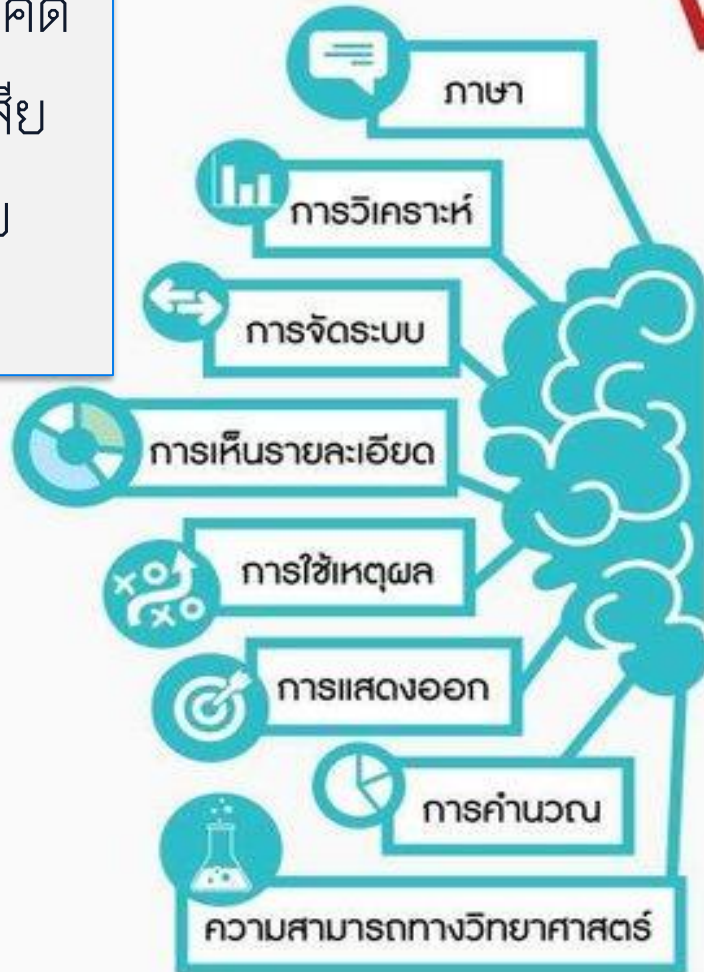 ภาษา
การวิเคราะห์
การจัดระบบ
การเห็นรายละเอียด
การใช้เหตุผล
การแสดงออก
การคำนวณ
ความสามารถทางวิทยาศาสตร์